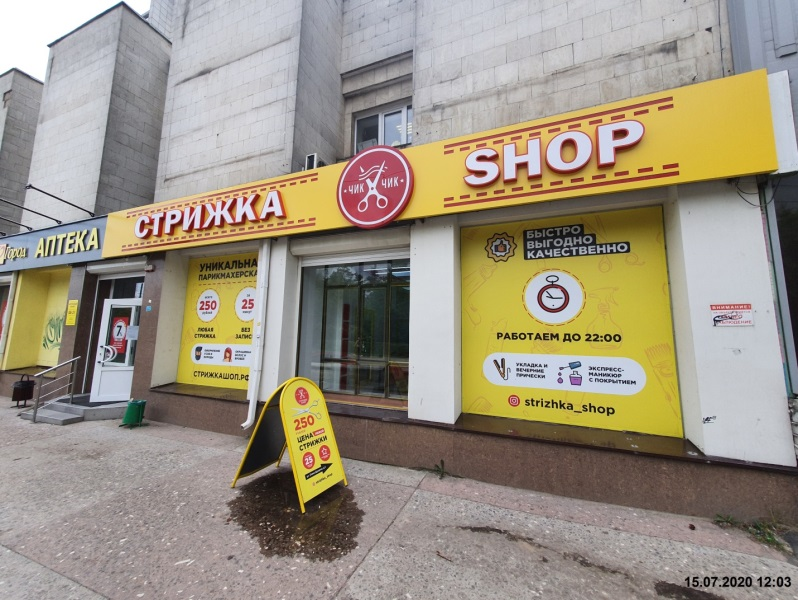 Город
АПТЕКА
СТРИЖКА
ЧИК ЧИК
SHOP
УНИКАЛЬНАЯ
ПАРИКМАХЕРСКАЯ
250
25
ЛЮБАЯ
СТРИЖКА
БЕЗ
ЗАПИСИ
СТРИЖКАШОП.РФ
БЫСТРО
ВЫГОДНО
КАЧЕСТВЕННО
РАБОТАЕМ ДО 22:00
УКЛАДКА И
ВЕЧЕРНИЕ
ПРИЧЕСКИ
ЭКСПРЕСС-
МАНИКЮР
С ПОКРЫТИЕМ
strizhka_shop
ВНИМАНИЕ
250
ЦЕНА
СТРИЖКИ
25
15.07.2020 12:03